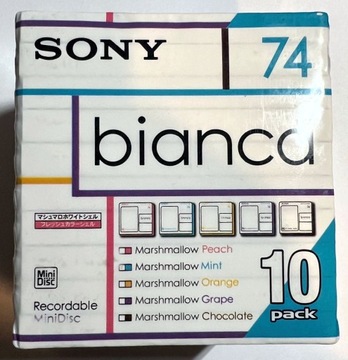 SONY
74
bianca
マシュマロホワイトシェル
フレッシュカラーシェル
Marshmallow Peach
Marshmallow Mint
Marshmallow Orange
Marshmallow Grape
Marshmallow Chocolate
Mini
Disc
Recordable
MiniDisc
10
pack